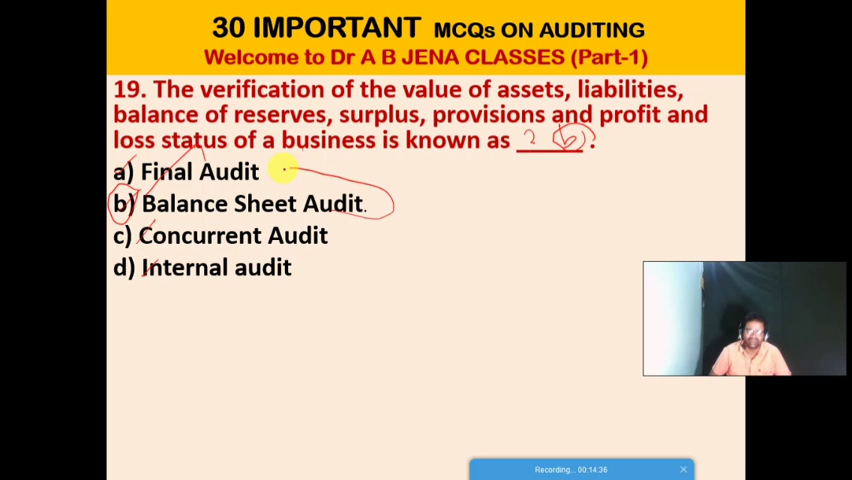 30 IMPORTANT MCQs ON AUDITING
Welcome to Dr A B JENA CLASSES (Part-1)
19. The verification of the value of assets, liabilities,
balance of reserves, surplus, provisions and profit and
loss status of a business is known as ? (b) ?
a) Final Audit
b) Balance Sheet Audit.
c) Concurrent Audit
d) Internal audit
Recording... 00:14:36